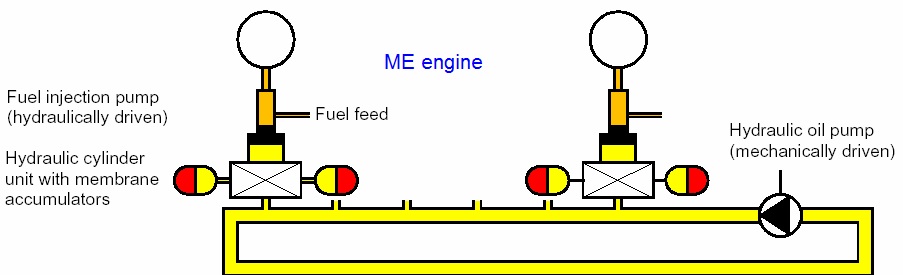 ME engine
Fuel injection pump
(hydraulically driven)
Fuel feed
Hydraulic cylinder
unit with membrane
accumulators
Hydraulic oil pump
(mechanically driven)